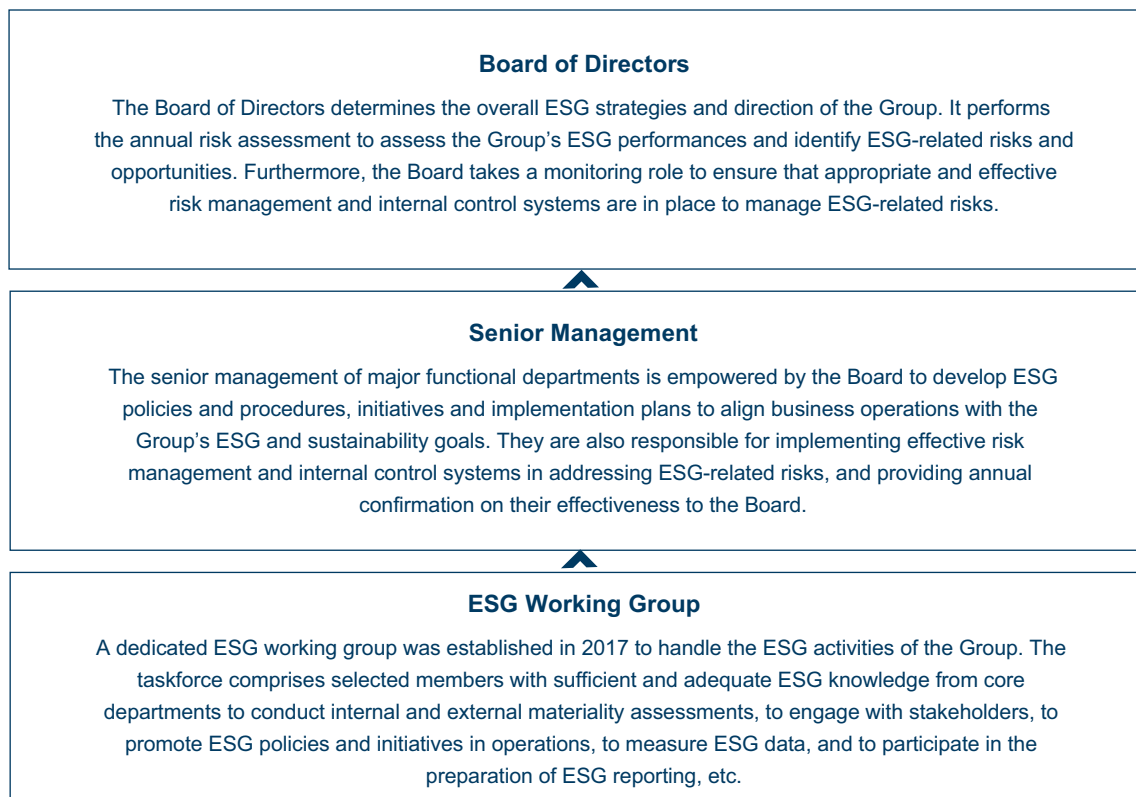 Board of Directors
The Board of Directors determines the overall ESG strategies and direction of the Group. It performs
the annual risk assessment to assess the Group’s ESG performances and identify ESG-related risks and
opportunities. Furthermore, the Board takes a monitoring role to ensure that appropriate and effective
risk management and internal control systems are in place to manage ESG-related risks.
Senior Management
The senior management of major functional departments is empowered by the Board to develop ESG
policies and procedures, initiatives and implementation plans to align business operations with the
Group’s ESG and sustainability goals. They are also responsible for implementing effective risk
management and internal control systems in addressing ESG-related risks, and providing annual
confirmation on their effectiveness to the Board.
ESG Working Group
A dedicated ESG working group was established in 2017 to handle the ESG activities of the Group. The
taskforce comprises selected members with sufficient and adequate ESG knowledge from core
departments to conduct internal and external materiality assessments, to engage with stakeholders, to
promote ESG policies and initiatives in operations, to measure ESG data, and to participate in the
preparation of ESG reporting, etc.